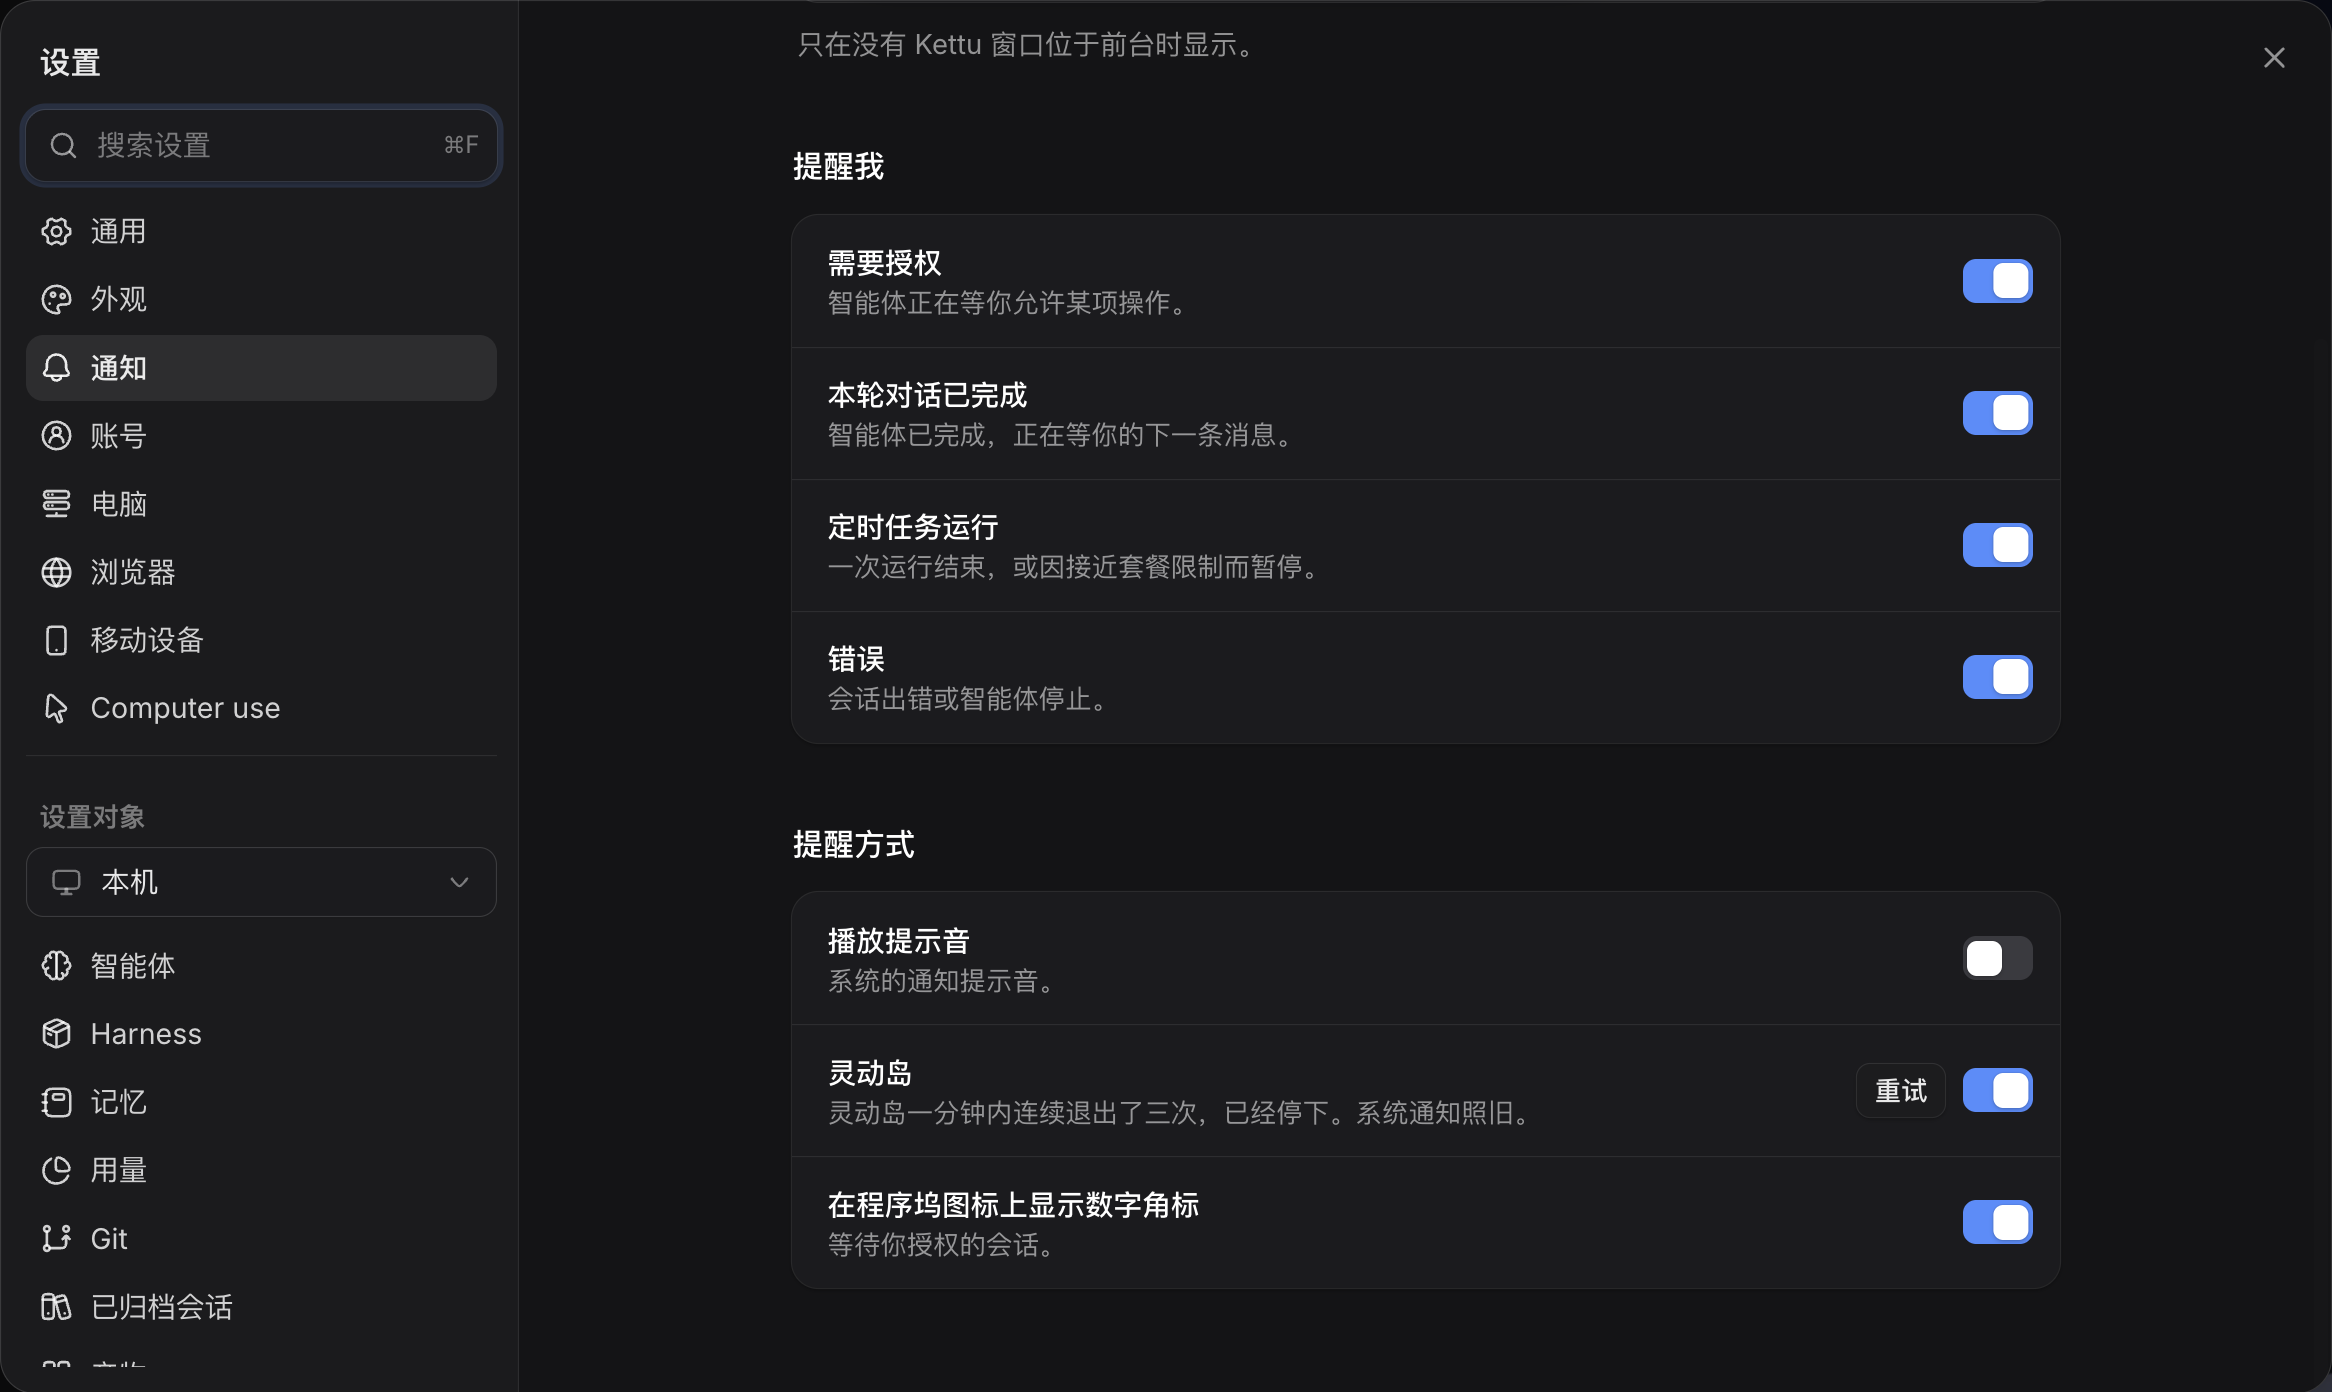 设置
搜索设置 ⌘F
通用
外观
通知
账号
电脑
浏览器
移动设备
Computer use
设置对象
本机
智能体
Harness
记忆
用量
Git
已归档会话
只在没有 Kettu 窗口位于前台时显示。
提醒我
需要授权
智能体正在等你允许某项操作。
本轮对话已完成
智能体已完成，正在等你的下一条消息。
定时任务运行
一次运行结束，或因接近套餐限制而暂停。
错误
会话出错或智能体停止。
提醒方式
播放提示音
系统的通知提示音。
灵动岛
灵动岛一分钟内连续退出了三次，已经停下。系统通知照旧。
重试
在程序坞图标上显示数字角标
等待你授权的会话。